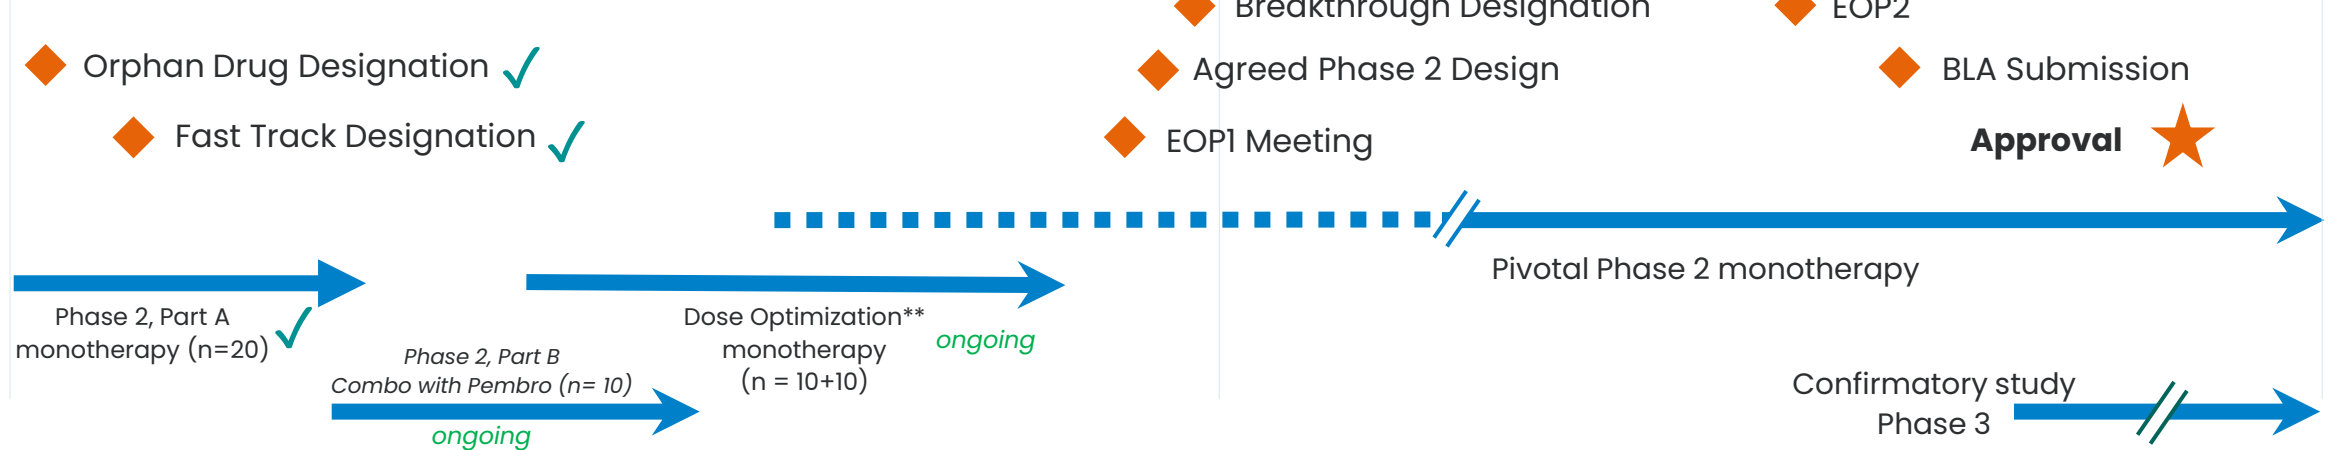 Breakthrough Designation
EOP2
Orphan Drug Designation
Agreed Phase 2 Design
BLA Submission
Fast Track Designation
EOP1 Meeting
Approval
Pivotal Phase 2 monotherapy
Phase 2, Part A
monotherapy (n=20)
Dose Optimization**
monotherapy
(n = 10+10)
ongoing
Phase 2, Part B
Combo with Pembro (n= 10)
ongoing
Confirmatory study
Phase 3